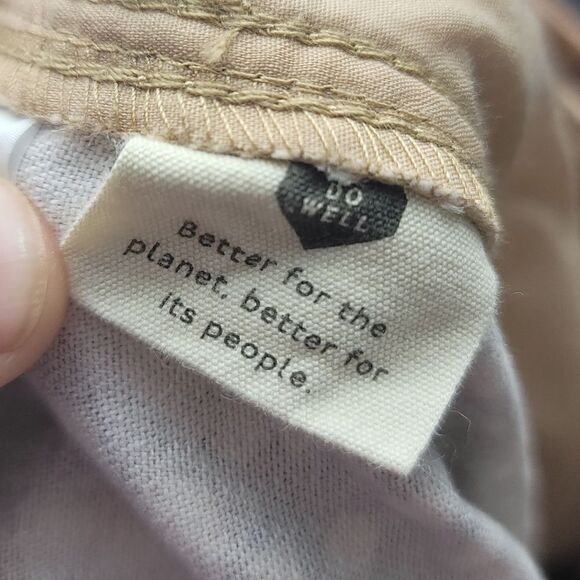 DO
WELL
Better for the
planet, better for
its people.